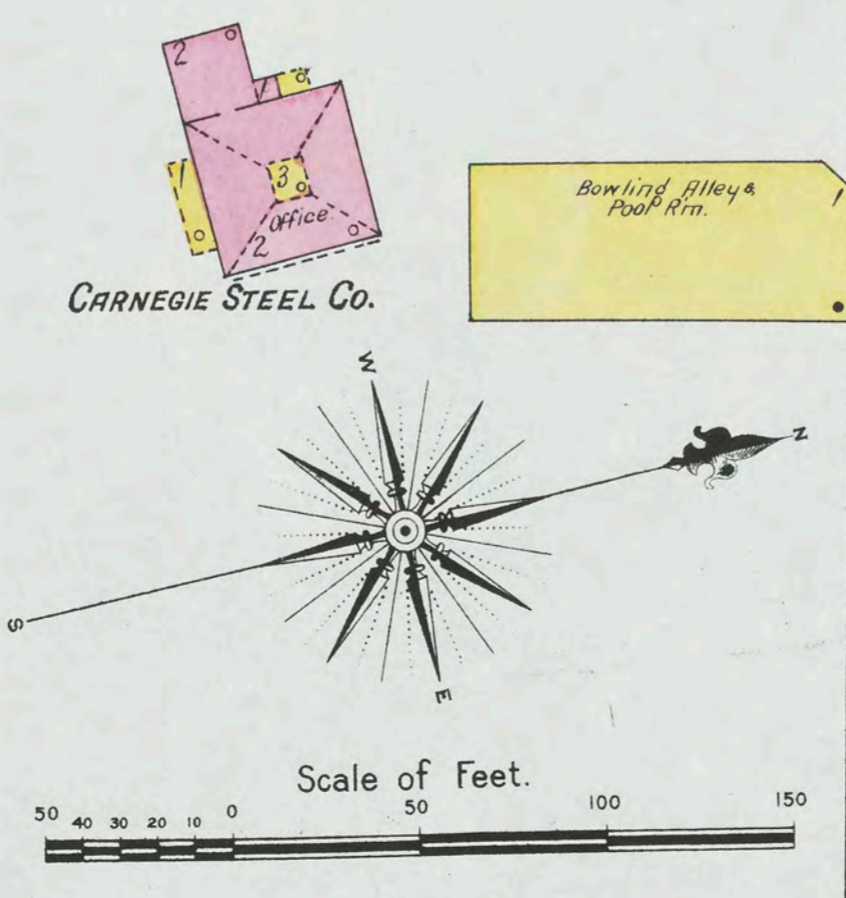 2
1
3
1
Office.
2
CARNEGIE STEEL CO.
Bowling Alley &
Pool R'm.
1
W
N
S
E
Scale of Feet.
50 40 30 20 10 0 50 100 150